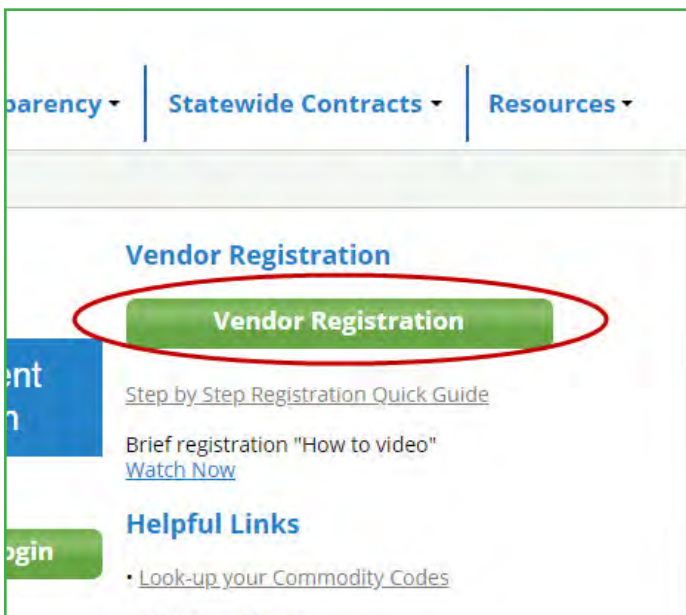 parency
Statewide Contracts
Resources
Vendor Registration
Vendor Registration
Step by Step Registration Quick Guide
Brief registration "How to video"
Watch Now
Helpful Links
• Look-up your Commodity Codes
ent
n
ogin